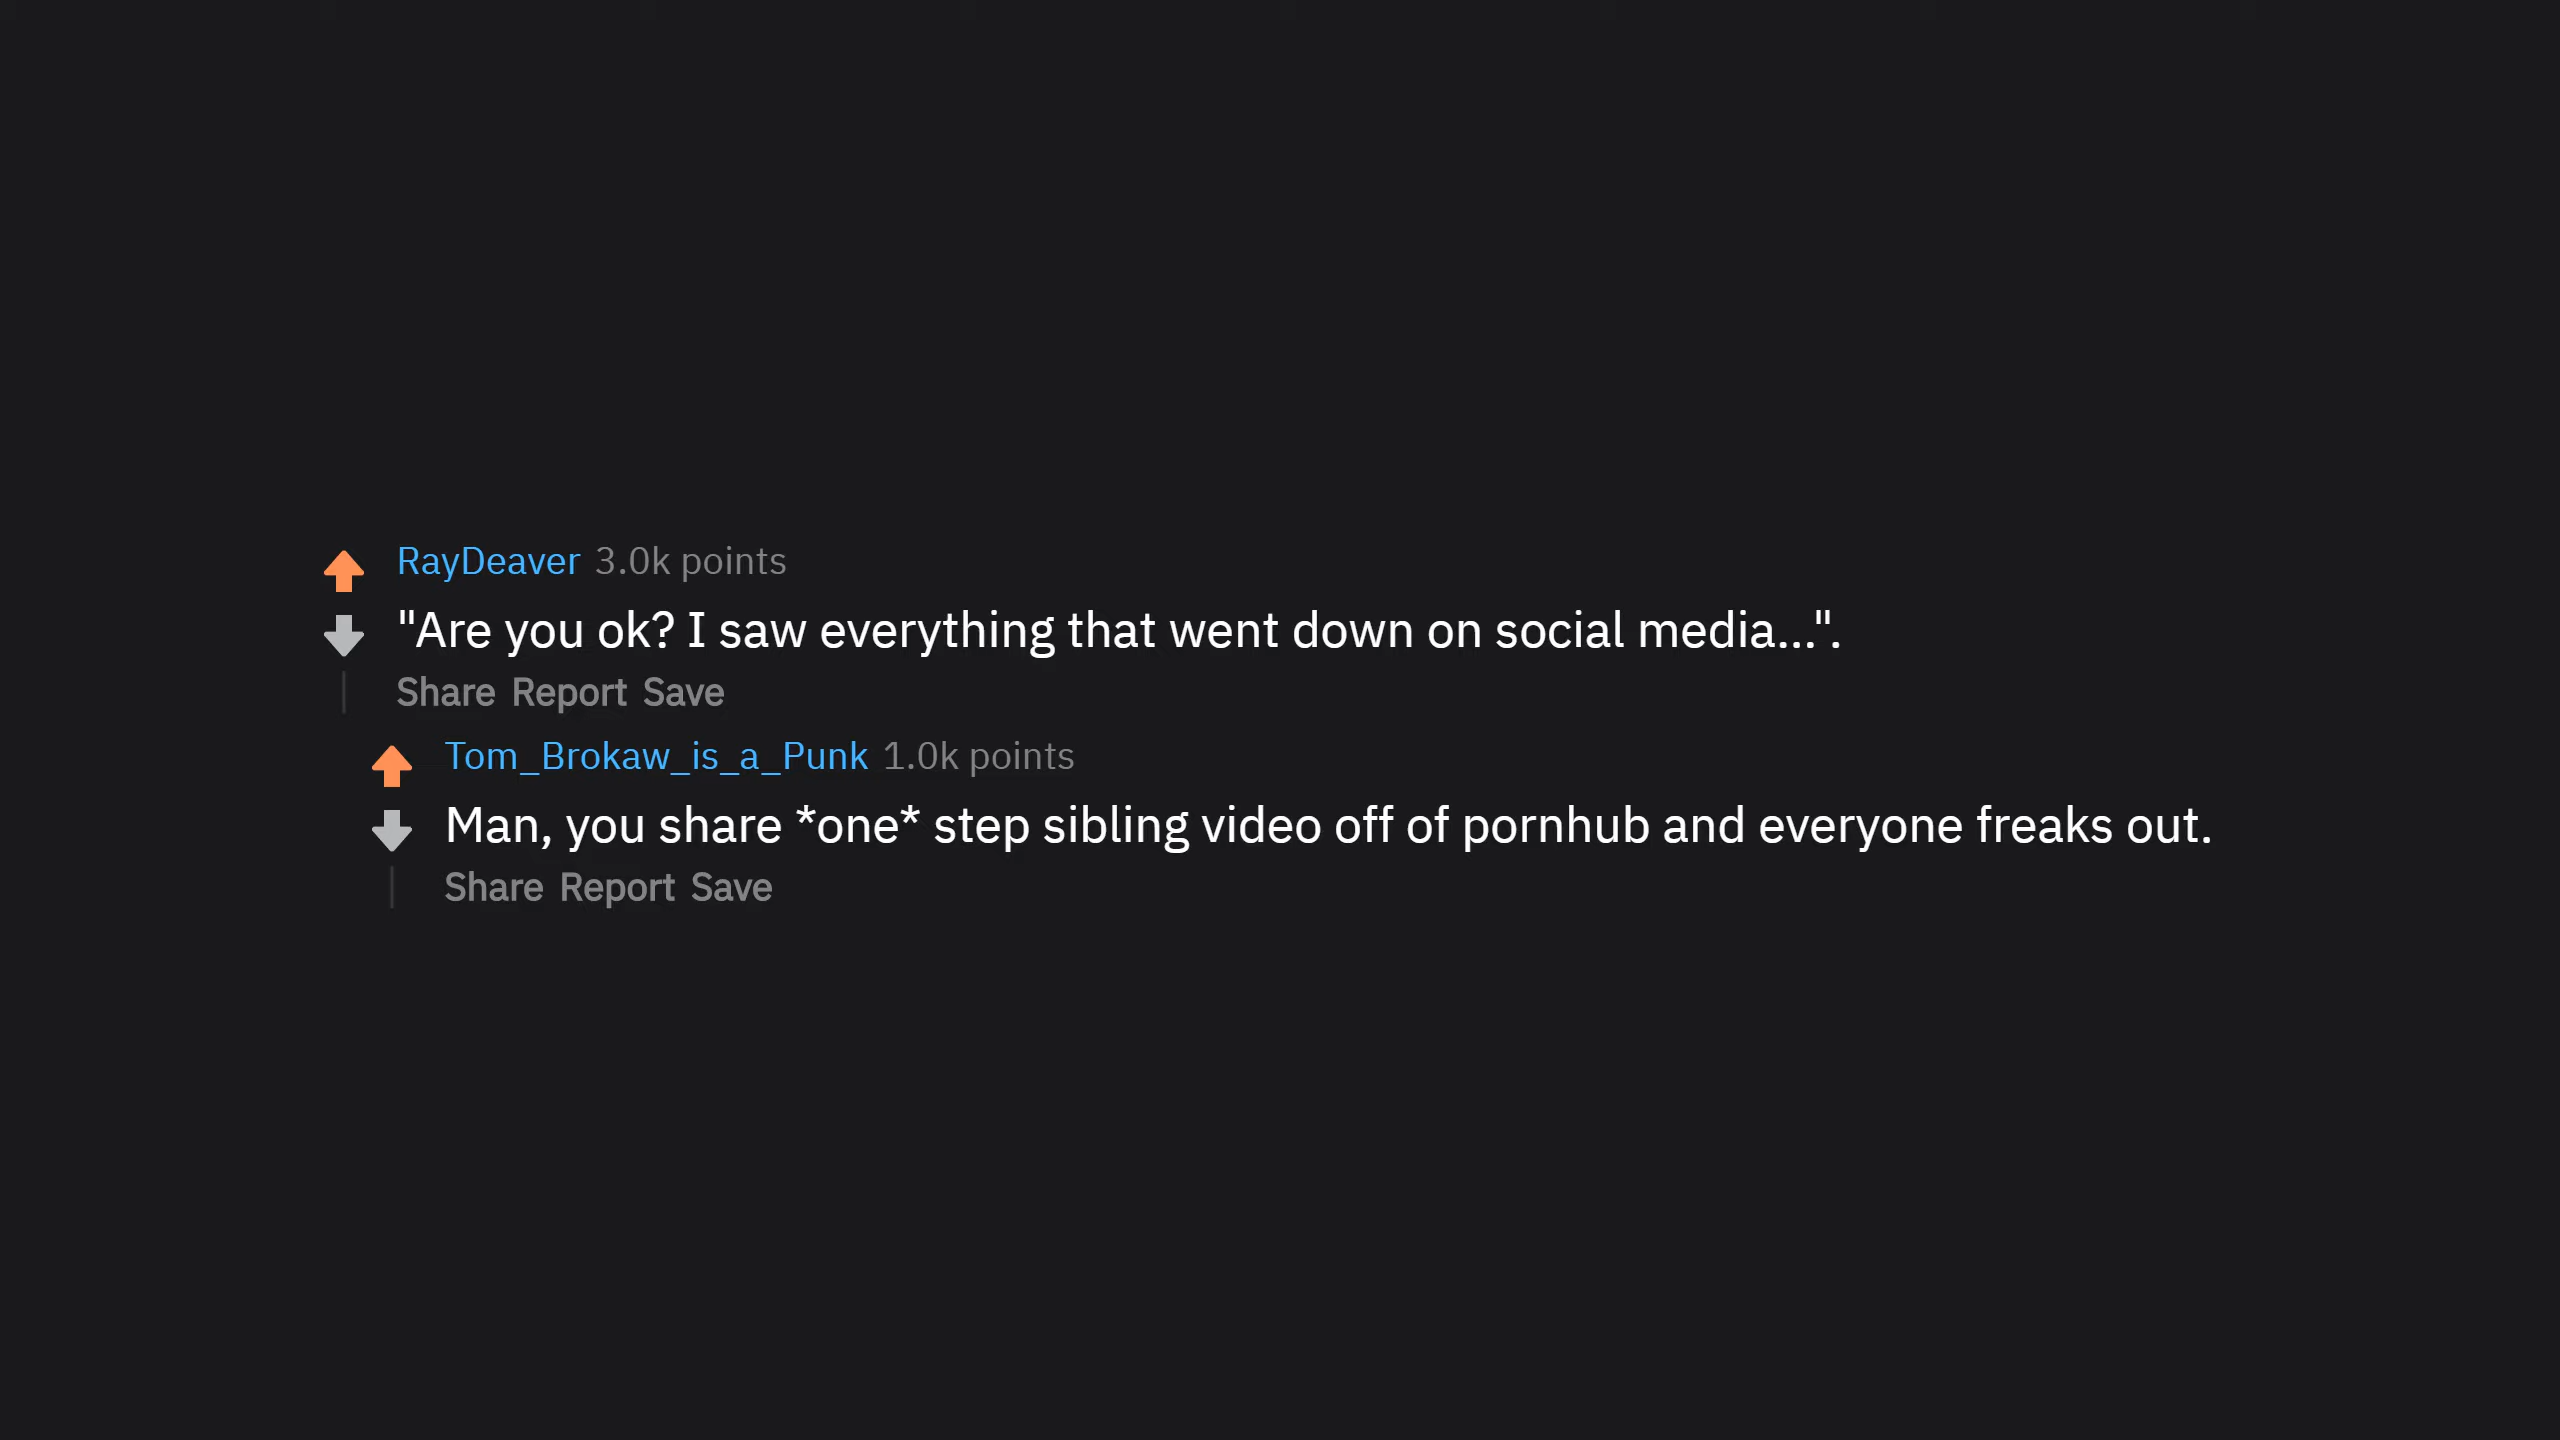 RayDeaver 3.0k points
"Are you ok? I saw everything that went down on social media...".
Share Report Save
Tom_Brokaw_is_a_Punk 1.0k points
Man, you share *one* step sibling video off of pornhub and everyone freaks out.
Share Report Save